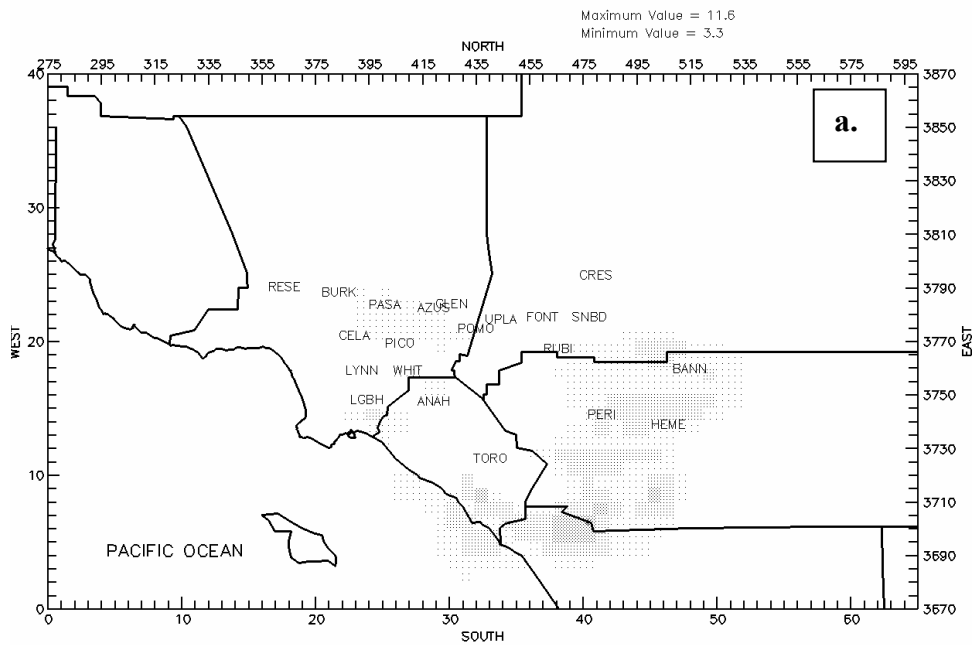 Maximum Value = 11.6
Minimum Value = 3.3
NORTH
275 295 315 335 355 375 395 415 435 455 475 495 515 535 555 575 595
40 3870
a.
3850
3830
30 3810
CRES
RESE BURK 3790
PASA AZUS GLEN
UPLA FONT SNBD
CELA PICO POMO 3770
WEST 20 RUBI EAST
LYNN WHIT BANN
3750
LGBH ANAH
PERI HEME
3730
TORO
10 3710
PACIFIC OCEAN 3690
0 3670
0 10 20 30 40 50 60
SOUTH